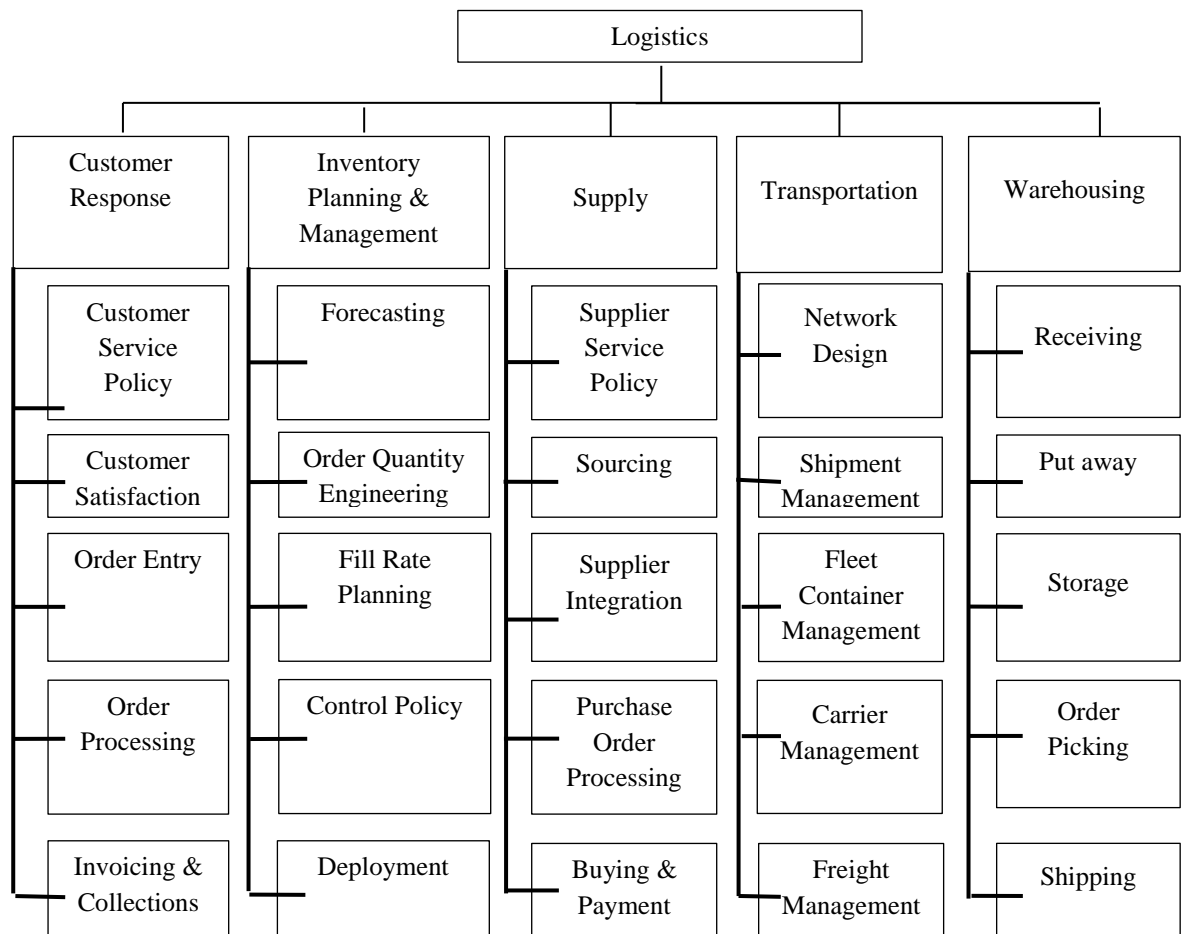 Logistics
Customer
Response
Inventory
Planning &
Management
Supply
Transportation
Warehousing
Customer
Service
Policy
Forecasting
Supplier
Service
Policy
Network
Design
Receiving
Customer
Satisfaction
Order Quantity
Engineering
Sourcing
Shipment
Management
Put away
Order Entry
Fill Rate
Planning
Supplier
Integration
Fleet
Container
Management
Storage
Order
Processing
Control Policy
Purchase
Order
Processing
Carrier
Management
Order
Picking
Invoicing &
Collections
Deployment
Buying &
Payment
Freight
Management
Shipping